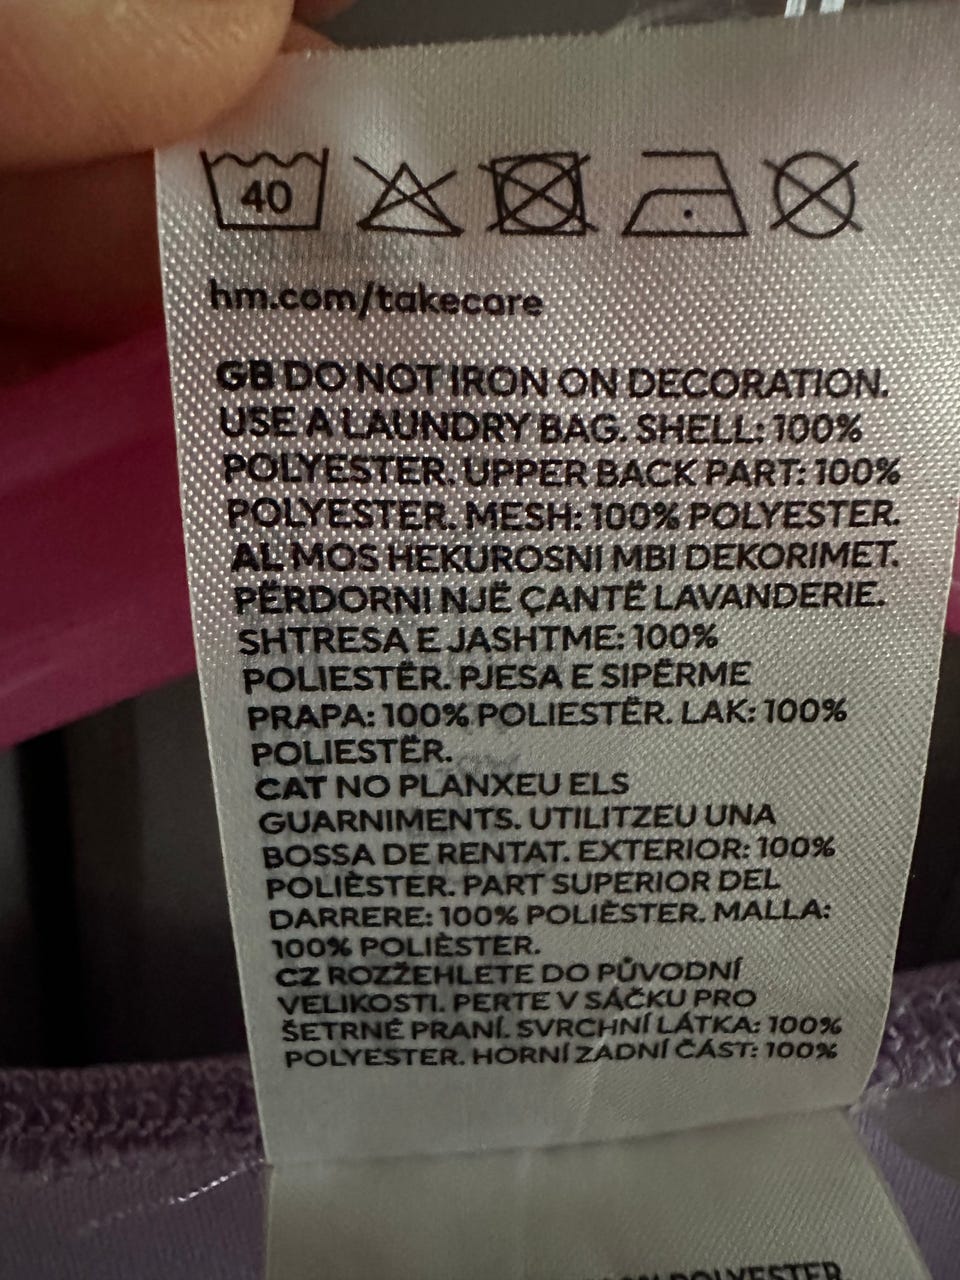 40
hm.com/takecare
GB DO NOT IRON ON DECORATION.
USE A LAUNDRY BAG. SHELL: 100%
POLYESTER. UPPER BACK PART: 100%
POLYESTER. MESH: 100% POLYESTER.
AL MOS HEKUROSNI MBI DEKORIMET.
PËRDORNI NJË ÇANTË LAVANDERIE.
SHTRESA E JASHTME: 100%
POLIESTËR. PJESA E SIPËRME
PRAPA: 100% POLIESTËR. LAK: 100%
POLIESTËR.
CAT NO PLANXEU ELS
GUARNIMENTS. UTILITZEU UNA
BOSSA DE RENTAT. EXTERIOR: 100%
POLIÈSTER. PART SUPERIOR DEL
DARRERE: 100% POLIÈSTER. MALLA:
100% POLIÈSTER.
CZ ROZŽEHLETE DO PŮVODNÍ
VELIKOSTI. PERTE V SÁČKU PRO
ŠETRNÉ PRANÍ. SVRCHNÍ LÁTKA: 100%
POLYESTER. HORNÍ ZADNÍ ČÁST: 100%
POLYESTER